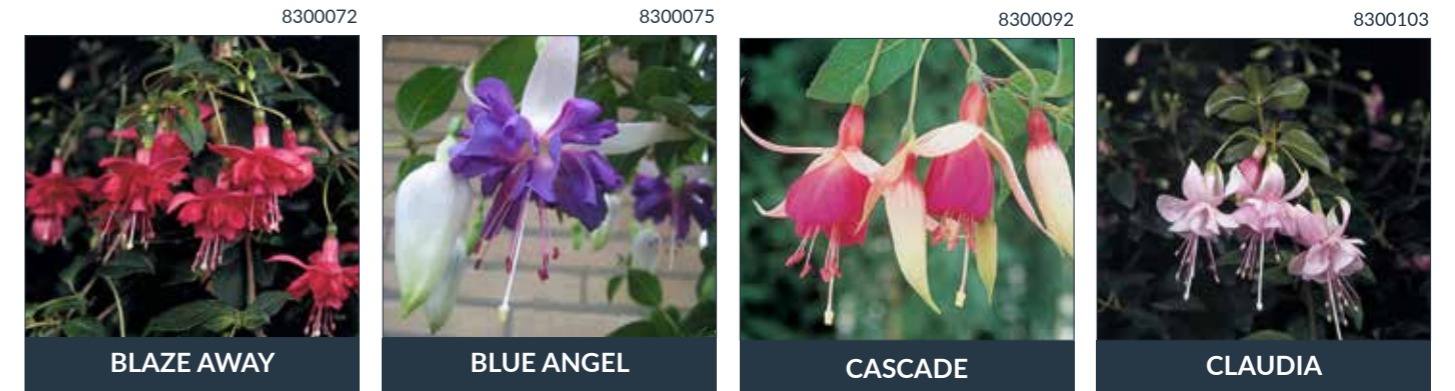 8300072
8300075
8300092
8300103
BLAZE AWAY
BLUE ANGEL
CASCADE
CLAUDIA